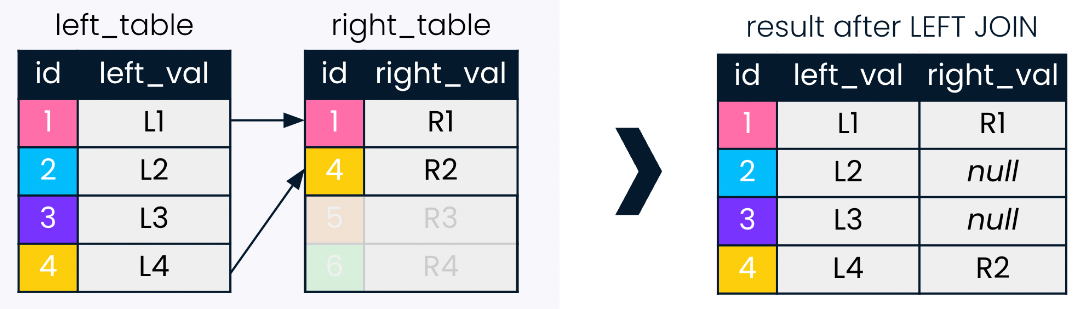 left_table right_table result after LEFT JOIN
id left_val id right_val id left_val right_val
1 L1 1 R1 1 L1 R1
2 L2 4 R2 2 L2 null
3 L3 5 R3 3 L3 null
4 L4 6 R4 4 L4 R2